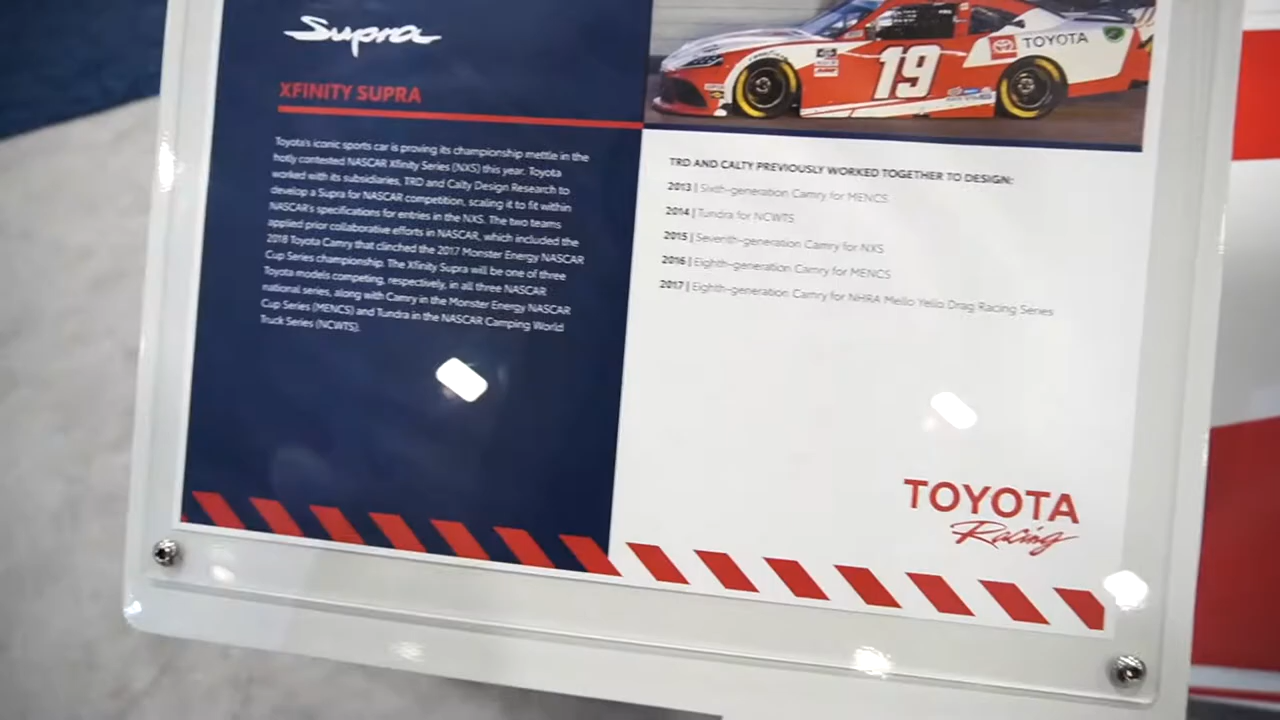 Supra
XFINITY SUPRA
Toyota's iconic sports car is proving its championship mettle in the
hotly contested NASCAR Xfinity Series (NXS) this year. Toyota
worked with its subsidiaries, TRD and Calty Design Research to
develop a Supra for NASCAR competition, scaling it to fit within
NASCAR's specifications for entries in the NXS. The two teams
applied prior collaborative efforts in NASCAR, which included the
2018 Toyota Camry that clinched the 2017 Monster Energy NASCAR
Cup Series championship. The Xfinity Supra will be one of three
Toyota models competing, respectively, in all three NASCAR
national series, along with Camry in the Monster Energy NASCAR
Cup Series (MENCS) and Tundra in the NASCAR Camping World
Truck Series (NCWTS).
19
TOYOTA
TRD AND CALTY PREVIOUSLY WORKED TOGETHER TO DESIGN:
2013 | Sixth-generation Camry for MENCS
2014 | Tundra for NCWTS
2015 | Seventh-generation Camry for NXS
2016 | Eighth-generation Camry for MENCS
2017 | Eighth-generation Camry for NHRA Mello Yello Drag Racing Series
TOYOTA
Racing